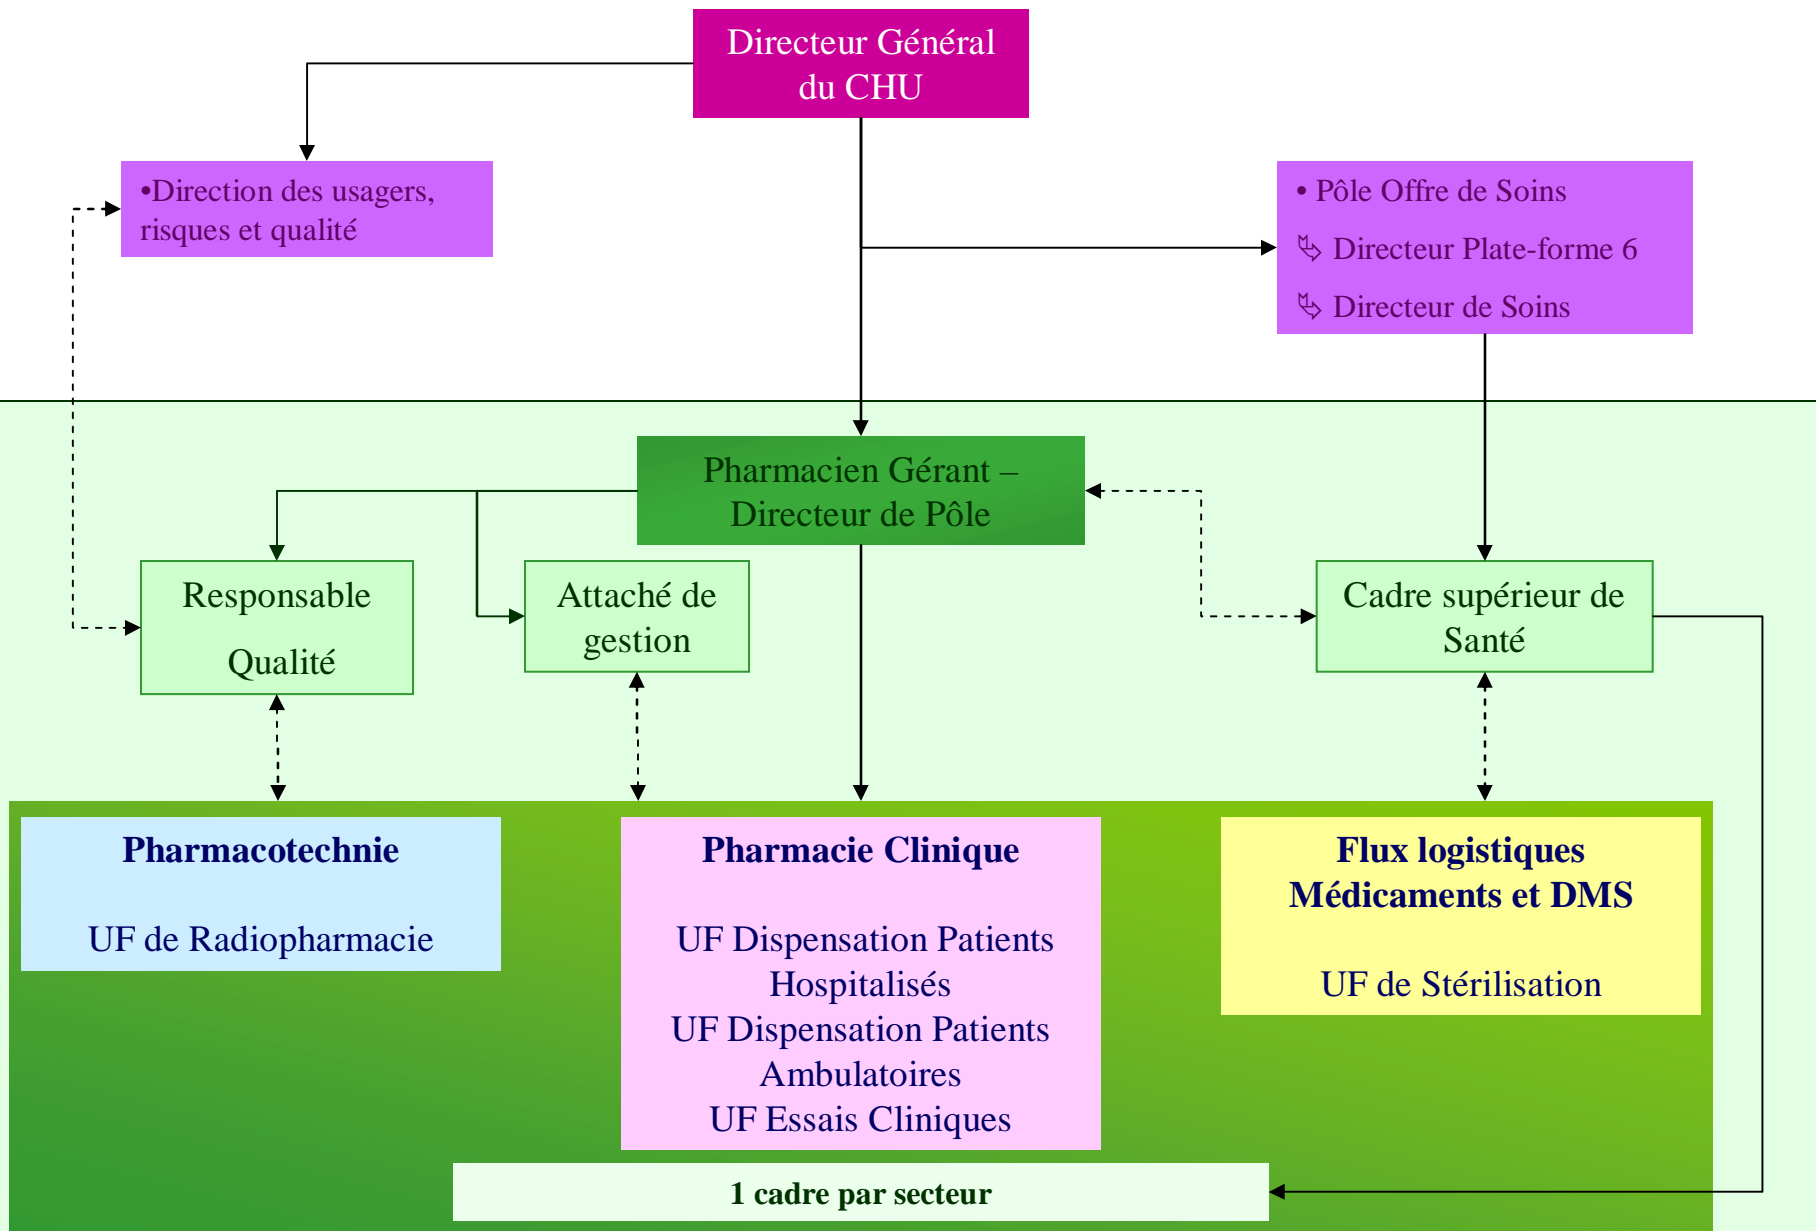 Directeur Général
du CHU
•Direction des usagers,
risques et qualité
• Pôle Offre de Soins
Directeur Plate-forme 6
Directeur de Soins
Pharmacien Gérant –
Directeur de Pôle
Responsable
Qualité
Attaché de
gestion
Cadre supérieur de
Santé
Pharmacotechnie
UF de Radiopharmacie
Pharmacie Clinique
UF Dispensation Patients
Hospitalisés
UF Dispensation Patients
Ambulatoires
UF Essais Cliniques
Flux logistiques
Médicaments et DMS
UF de Stérilisation
1 cadre par secteur